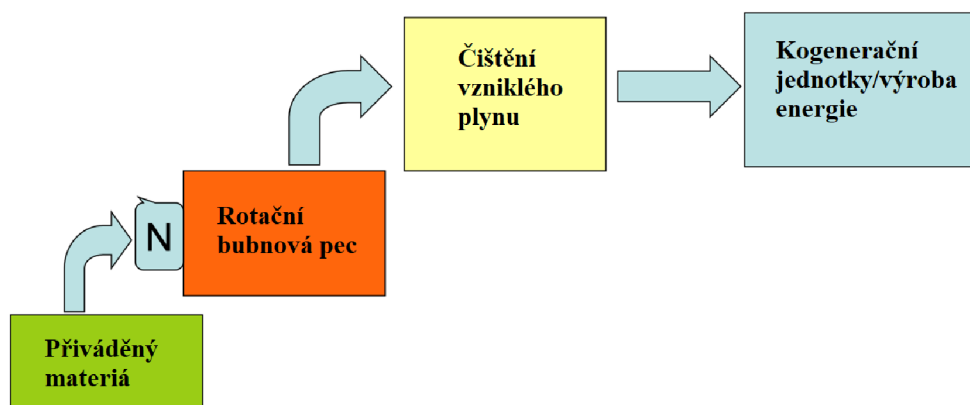 Přiváděný
materiá
N
Rotační
bubnová pec
Čištění
vzniklého
plynu
Kogenerační
jednotky/výroba
energie